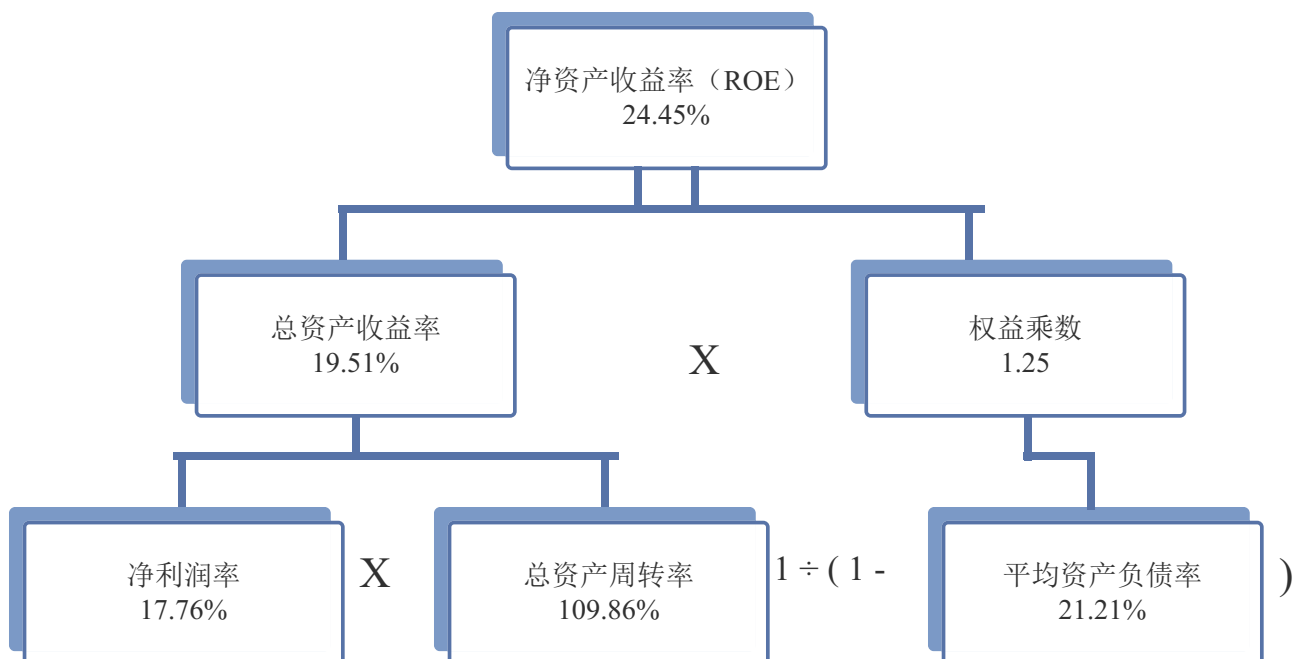 净资产收益率（ROE）
24.45%
总资产收益率
19.51%
X
权益乘数
1.25
净利润率
17.76%
X
总资产周转率
109.86%
1 ÷ ( 1 -
平均资产负债率
21.21%
)